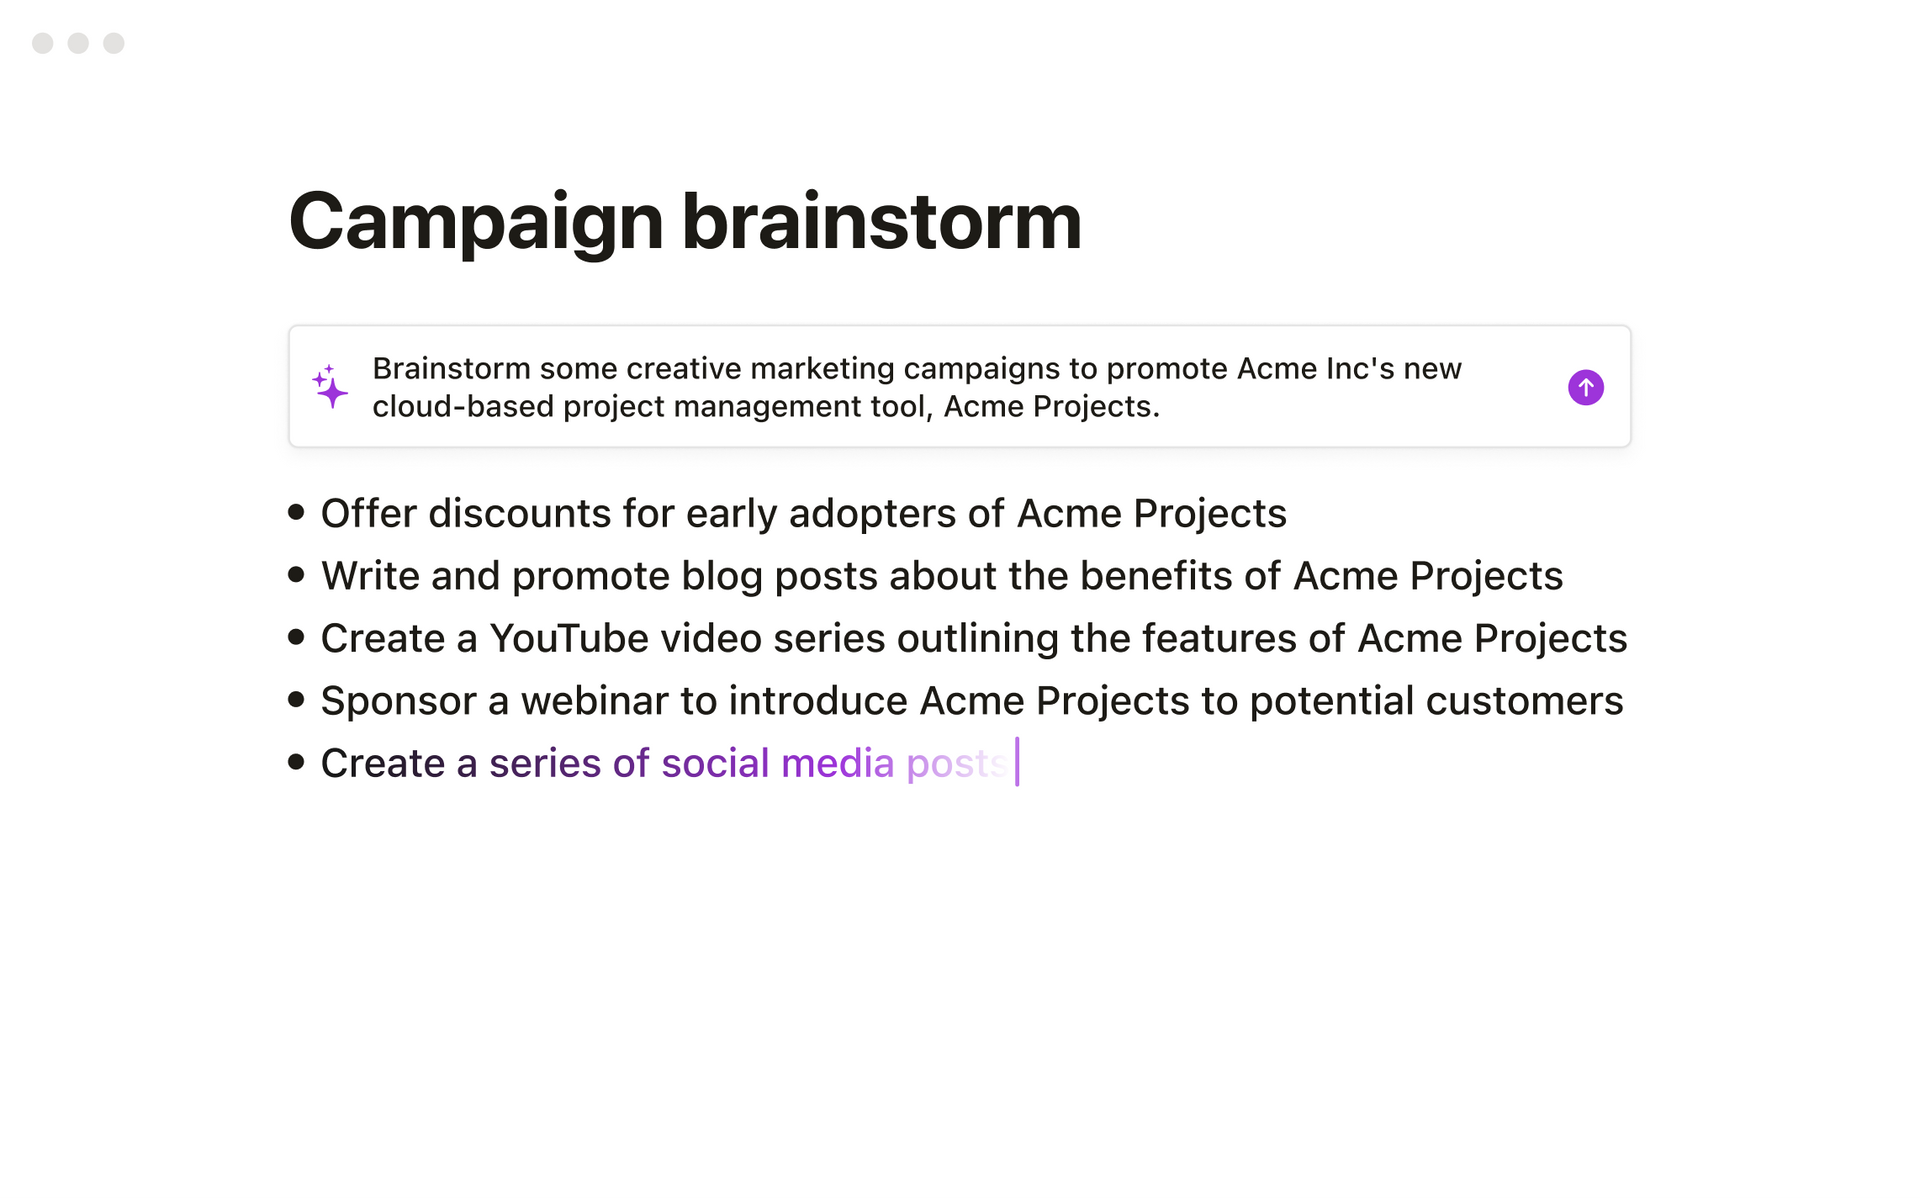 Campaign brainstorm
Brainstorm some creative marketing campaigns to promote Acme Inc's new
cloud-based project management tool, Acme Projects.
• Offer discounts for early adopters of Acme Projects
• Write and promote blog posts about the benefits of Acme Projects
• Create a YouTube video series outlining the features of Acme Projects
• Sponsor a webinar to introduce Acme Projects to potential customers
• Create a series of social media posts